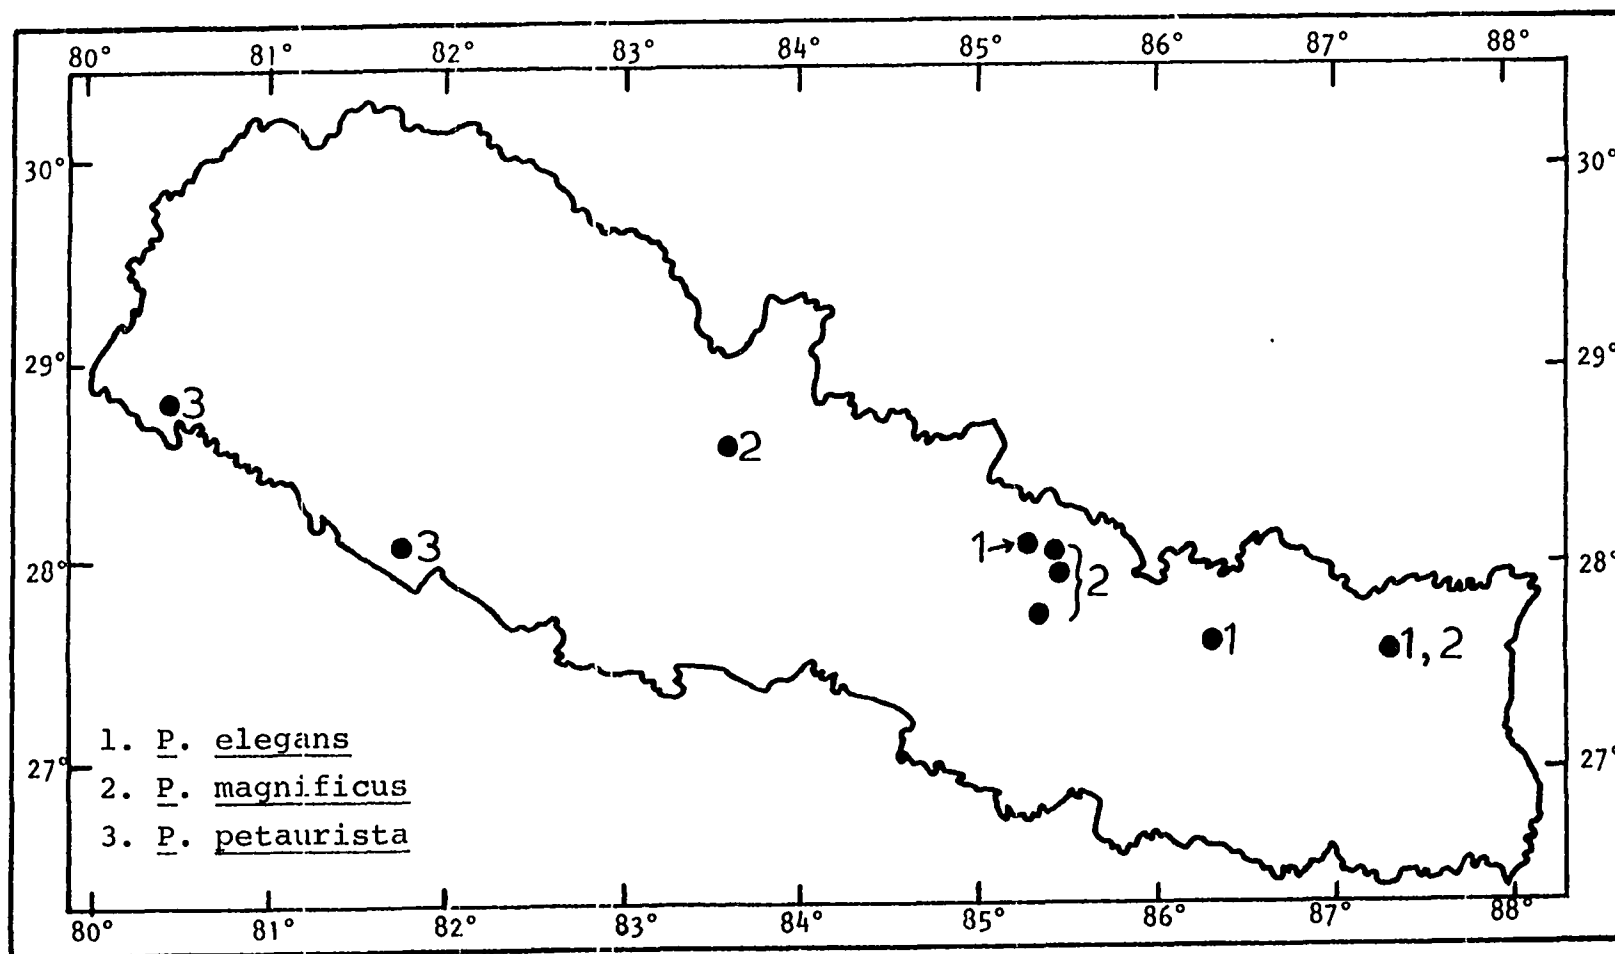 80° 81° 82° 83° 84° 85° 86° 87° 88°
30° 30°
29° 29°
3
2
1→ 2
3
28° 28°
1 1,2
1. P. elegans
27° 27°
2. P. magnificus
3. P. petaurista
80° 81° 82° 83° 84° 85° 86° 87° 88°